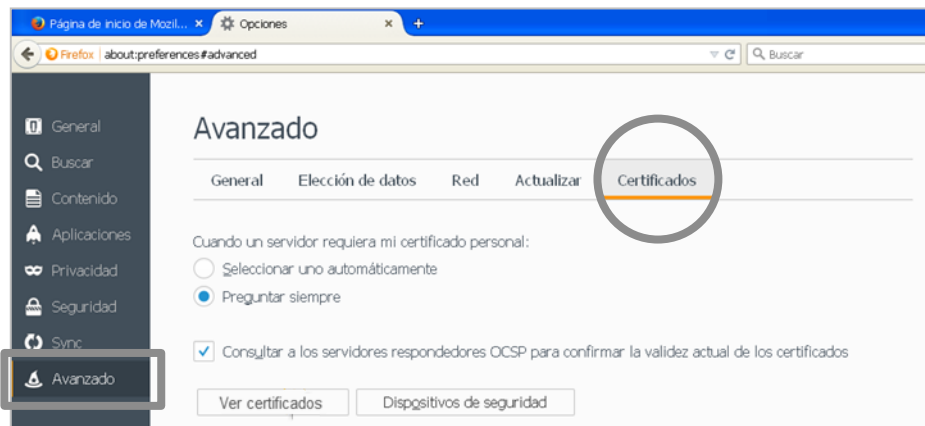 Página de inicio de Mozil... × Opciones × +
Firefox about:preferences#advanced Buscar
General
Buscar
Contenido
Aplicaciones
Privacidad
Seguridad
Sync
Avanzado
Avanzado
General Elección de datos Red Actualizar Certificados
Cuando un servidor requiera mi certificado personal:
Seleccionar uno automáticamente
Preguntar siempre
Consultar a los servidores respondedores OCSP para confirmar la validez actual de los certificados
Ver certificados Dispositivos de seguridad